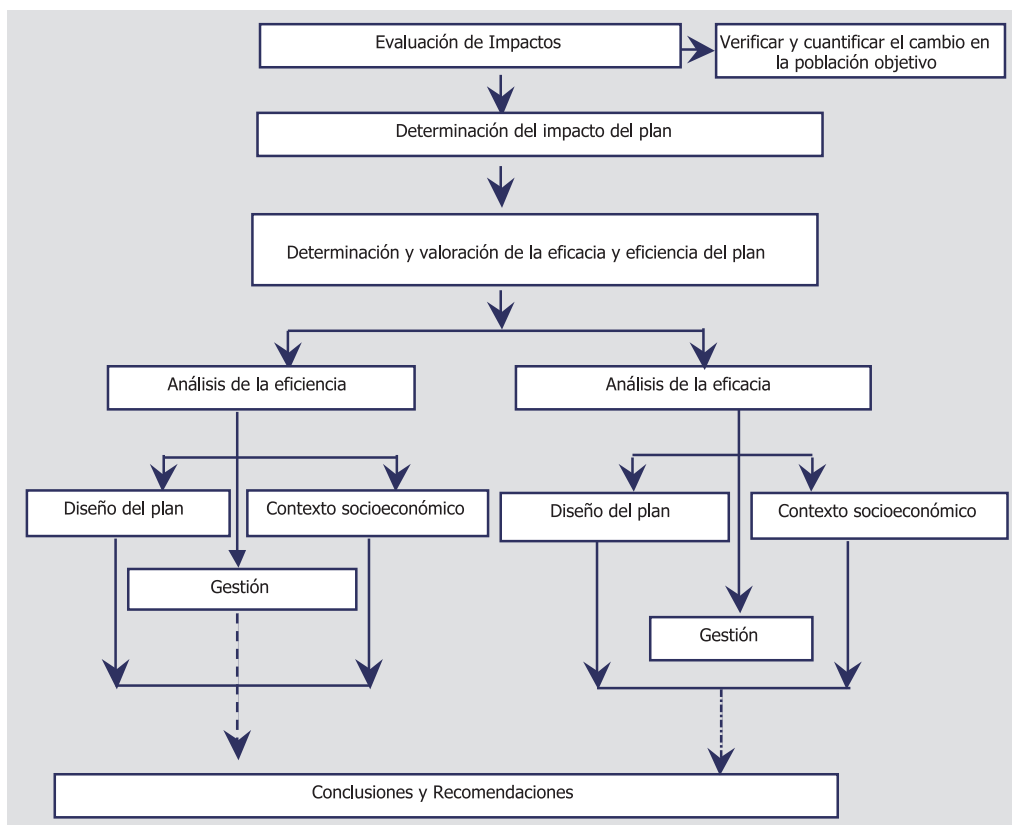 Evaluación de Impactos
Verificar y cuantificar el cambio en
la población objetivo
Determinación del impacto del plan
Determinación y valoración de la eficacia y eficiencia del plan
Análisis de la eficiencia
Análisis de la eficacia
Diseño del plan
Contexto socioeconómico
Diseño del plan
Contexto socioeconómico
Gestión
Gestión
Conclusiones y Recomendaciones